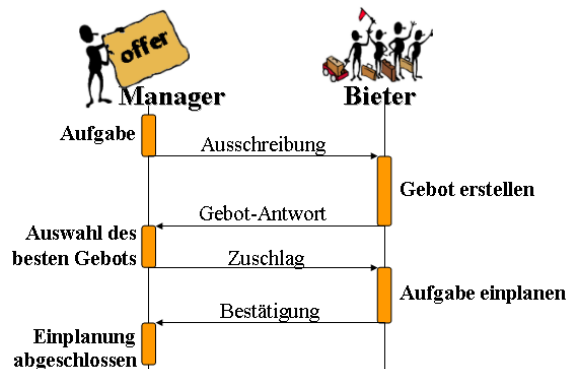 offer
Manager
Bieter
Aufgabe
Ausschreibung
Gebot erstellen
Gebot-Antwort
Auswahl des
besten Gebots
Zuschlag
Aufgabe einplanen
Bestätigung
Einplanung
abgeschlossen